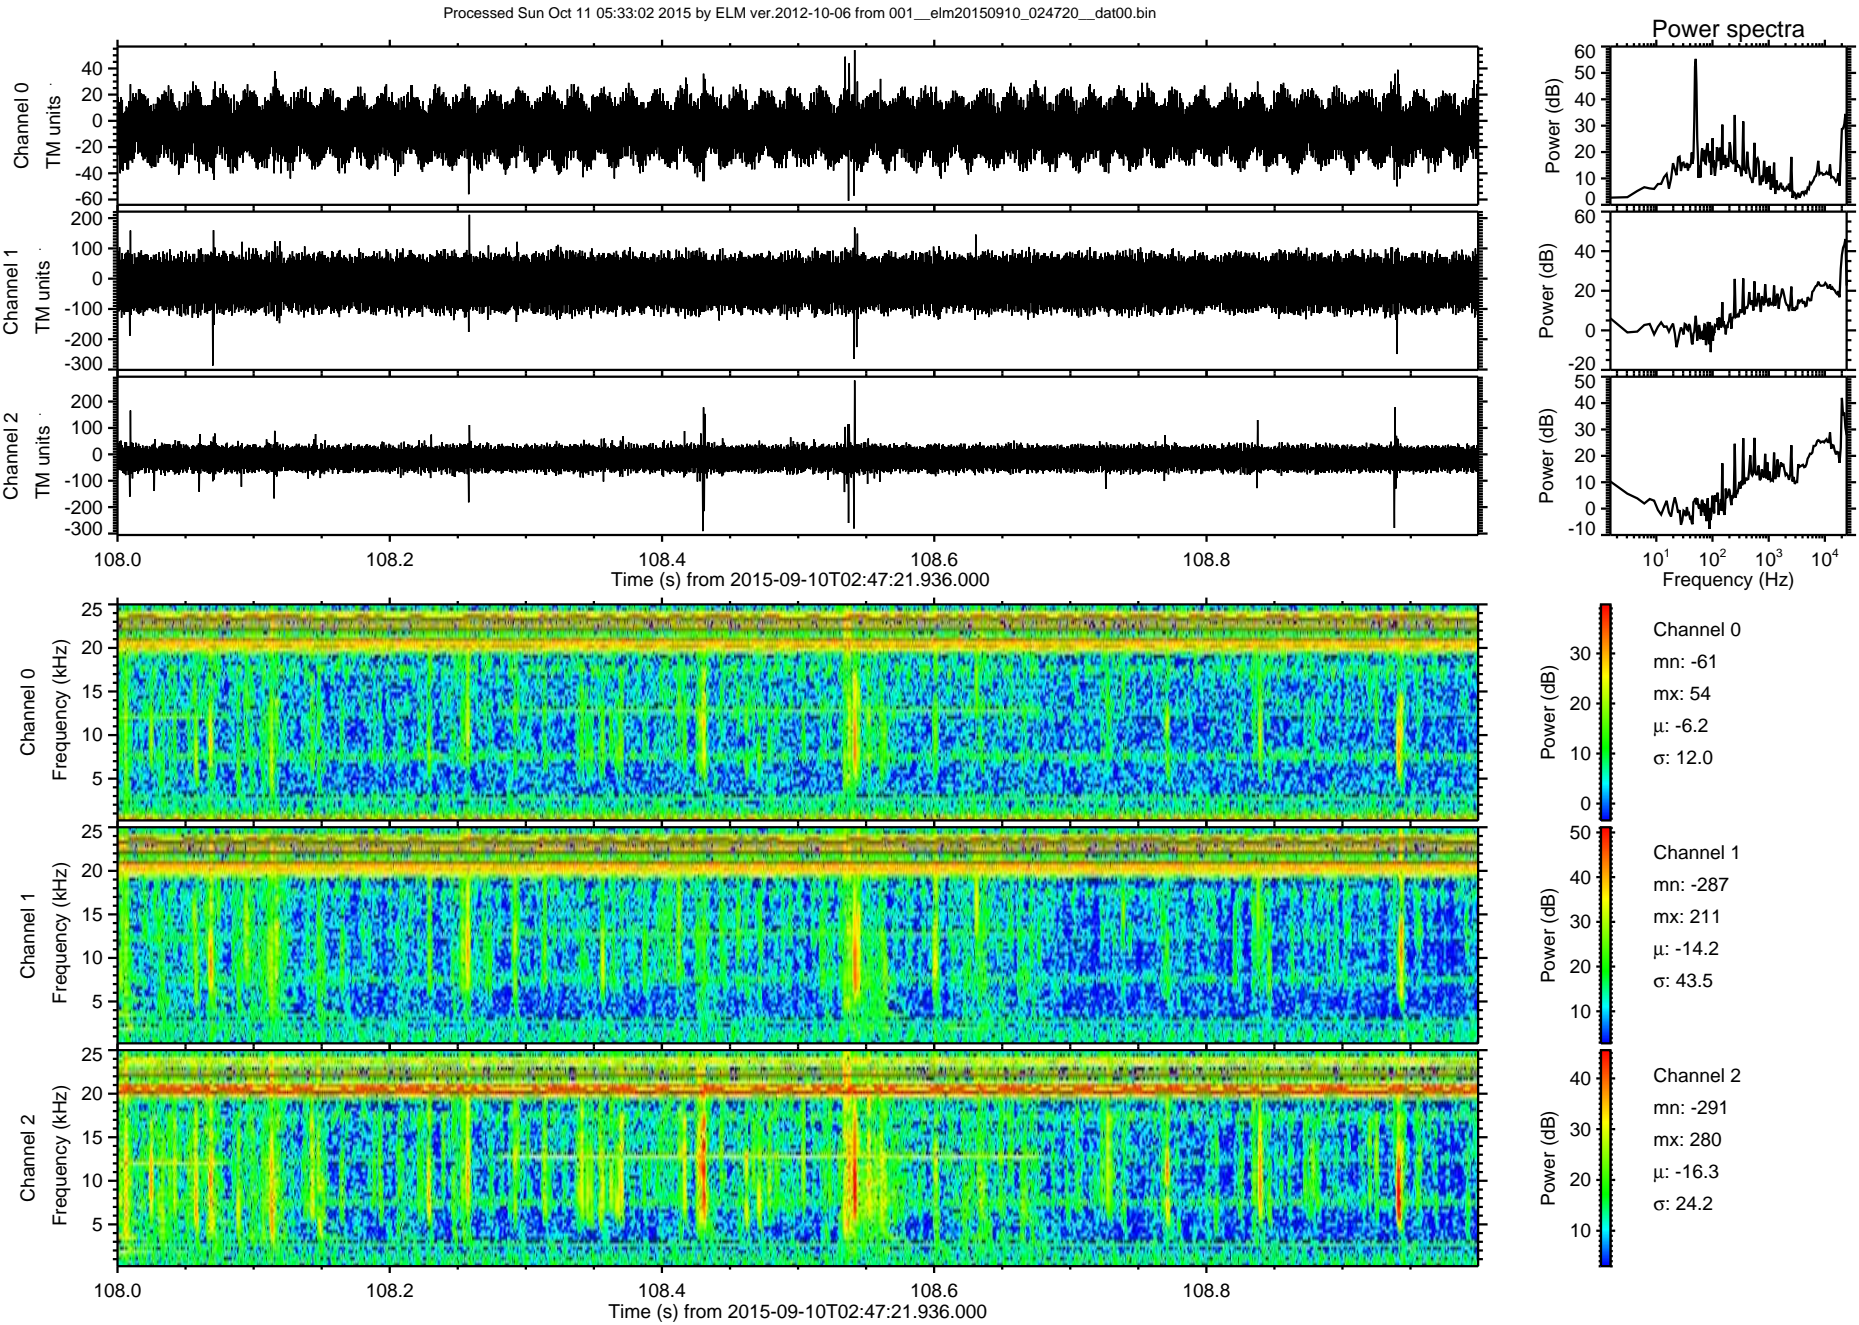 Processed Sun Oct 11 05:33:02 2015 by ELM ver.2012-10-06 from 001__elm20150910_024720__dat00.bin
Power spectra
Channel 0
TM units
40
20
0
-20
-40
-60
Power (dB)
60
50
40
30
20
10
0
Channel 1
TM units
200
100
0
-100
-200
-300
Power (dB)
60
40
20
0
-20
Channel 2
TM units
200
100
0
-100
-200
-300
Power (dB)
50
40
30
20
10
0
-10
108.0 108.2 108.4 108.6 108.8
Time (s) from 2015-09-10T02:47:21.936.000
10¹ 10² 10³ 10⁴
Frequency (Hz)
Channel 0
Frequency (kHz)
25
20
15
10
5
Power (dB)
30
20
10
0
Channel 0
mn: -61
mx: 54
μ: -6.2
σ: 12.0
Channel 1
Frequency (kHz)
25
20
15
10
5
Power (dB)
50
40
30
20
10
Channel 1
mn: -287
mx: 211
μ: -14.2
σ: 43.5
Channel 2
Frequency (kHz)
25
20
15
10
5
Power (dB)
40
30
20
10
Channel 2
mn: -291
mx: 280
μ: -16.3
σ: 24.2
108.0 108.2 108.4 108.6 108.8
Time (s) from 2015-09-10T02:47:21.936.000